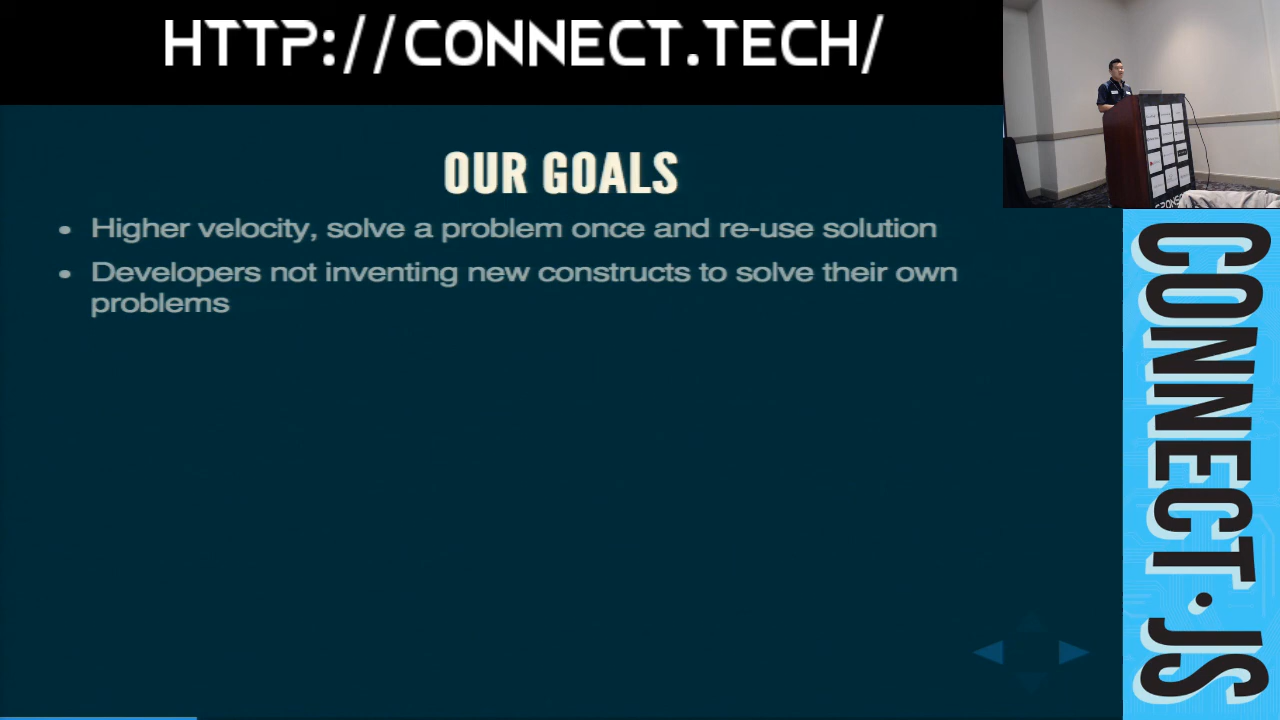 HTTP://CONNECT.TECH/
OUR GOALS
Higher velocity, solve a problem once and re-use solution
Developers not inventing new constructs to solve their own
problems
CONNECT.JS